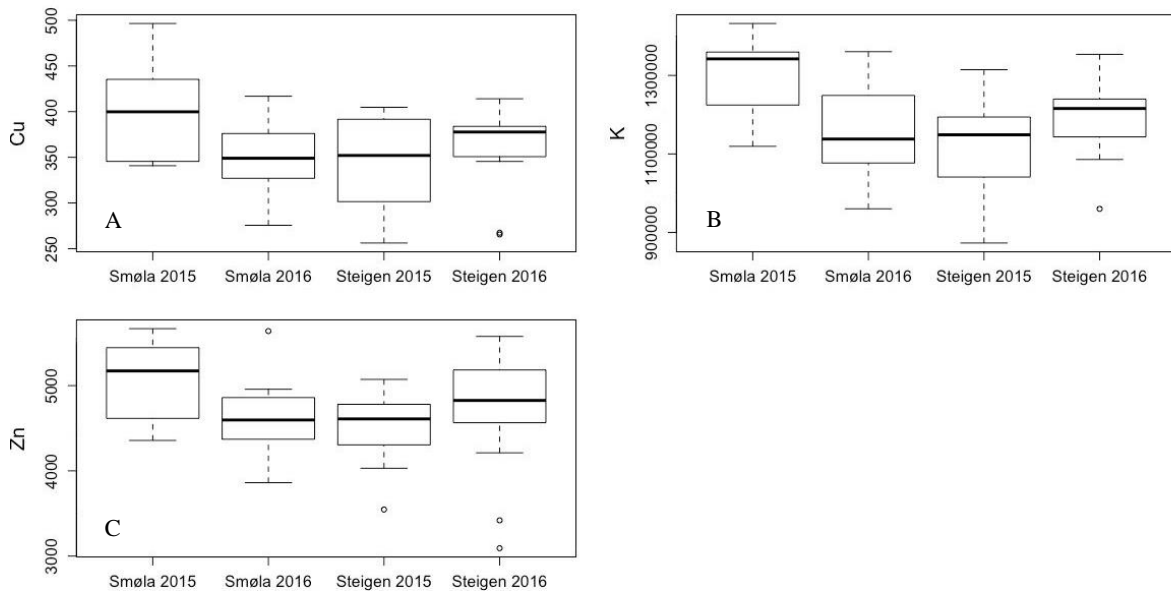 Cu
500
450
400
350
300
250
A
Smøla 2015 Smøla 2016 Steigen 2015 Steigen 2016
K
1300000
1100000
900000
B
Smøla 2015 Smøla 2016 Steigen 2015 Steigen 2016
Zn
5000
4000
3000
C
Smøla 2015 Smøla 2016 Steigen 2015 Steigen 2016